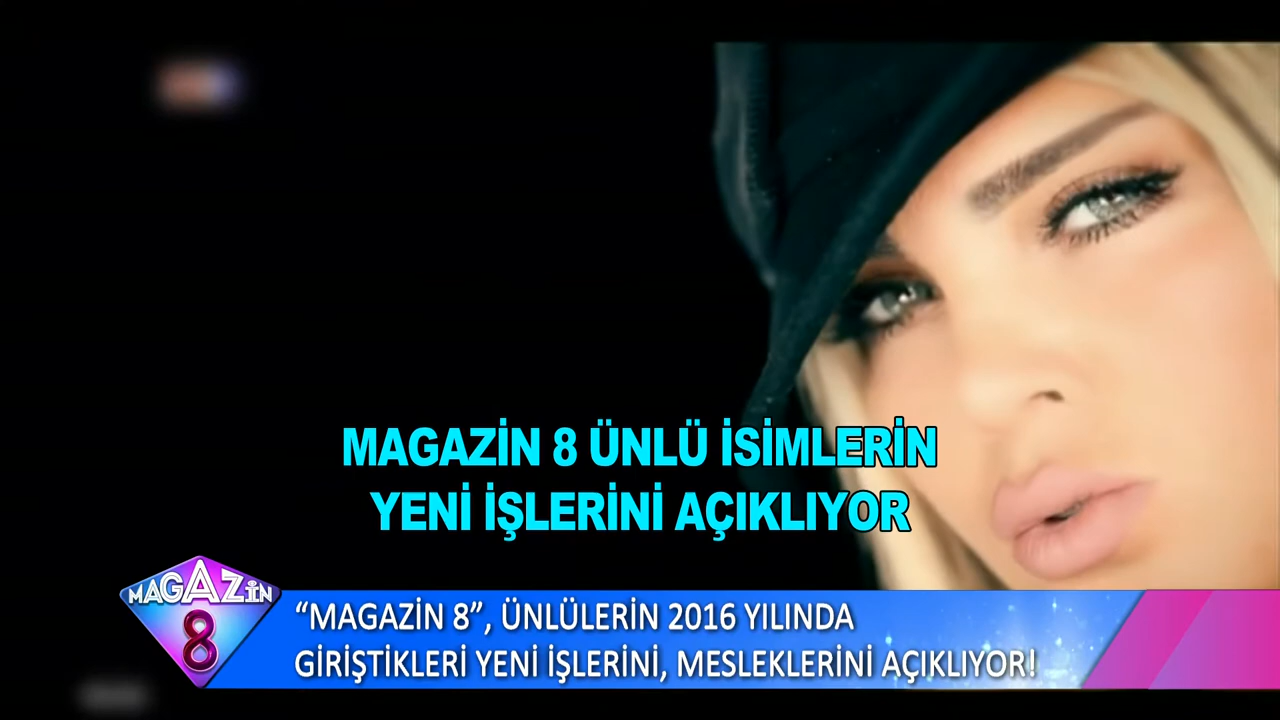 MAGAZİN 8 ÜNLÜ İSİMLERİN
YENİ İŞLERİNİ AÇIKLIYOR
MAGAZİN
8
“MAGAZİN 8”, ÜNLÜLERİN 2016 YILINDA
GİRİŞTİKLERİ YENİ İŞLERİNİ, MESLEKLERİNİ AÇIKLIYOR!